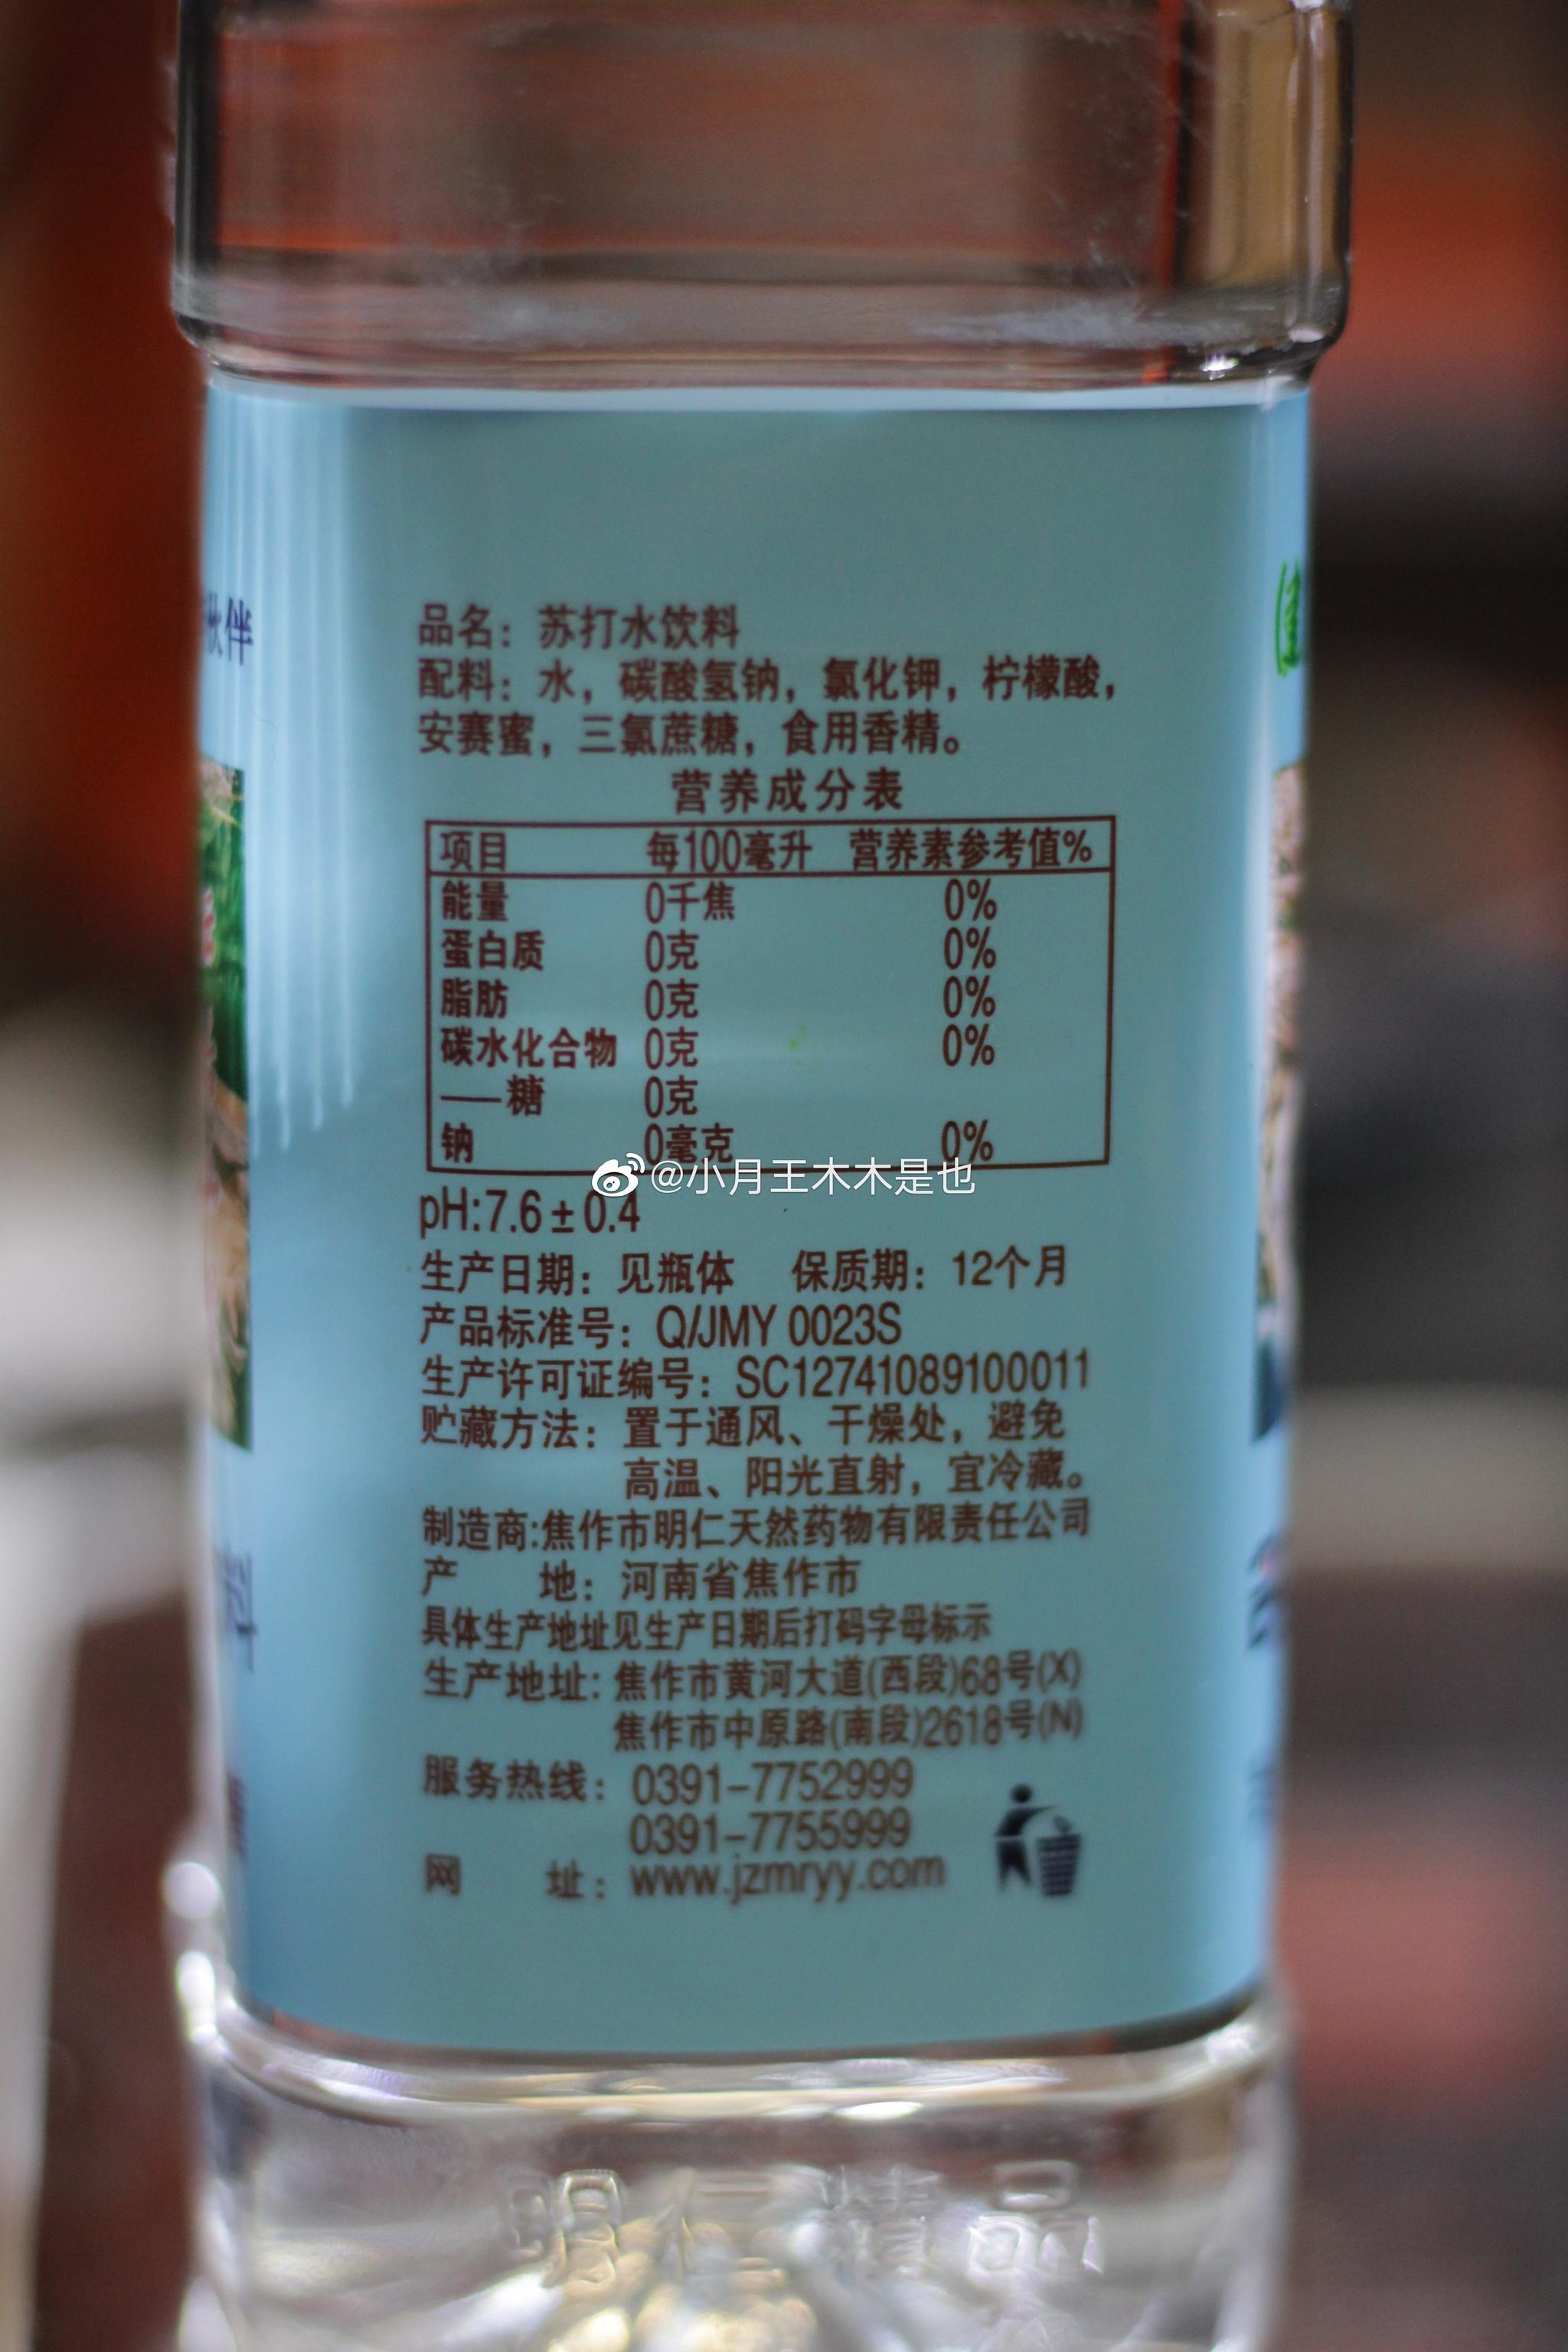 伙伴
品名：苏打水饮料
配料：水，碳酸氢钠，氯化钾，柠檬酸，
安赛蜜，三氯蔗糖，食用香精。
营养成分表
项目 每100毫升 营养素参考值%
能量 0千焦 0%
蛋白质 0克 0%
脂肪 0克 0%
碳水化合物 0克 0%
——糖 0克
钠 0毫克 0%
@小月王木木是也
pH:7.6±0.4
生产日期：见瓶体 保质期：12个月
产品标准号：Q/JMY 0023S
生产许可证编号：SC12741089100011
贮藏方法：置于通风、干燥处，避免
高温、阳光直射，宜冷藏。
制造商:焦作市明仁天然药物有限责任公司
产 地：河南省焦作市
具体生产地址见生产日期后打码字母标示
生产地址:焦作市黄河大道(西段)68号(X)
焦作市中原路(南段)2618号(N)
服务热线：0391-7752999
0391-7755999
网 址：www.jzmryy.com
料
明仁精品